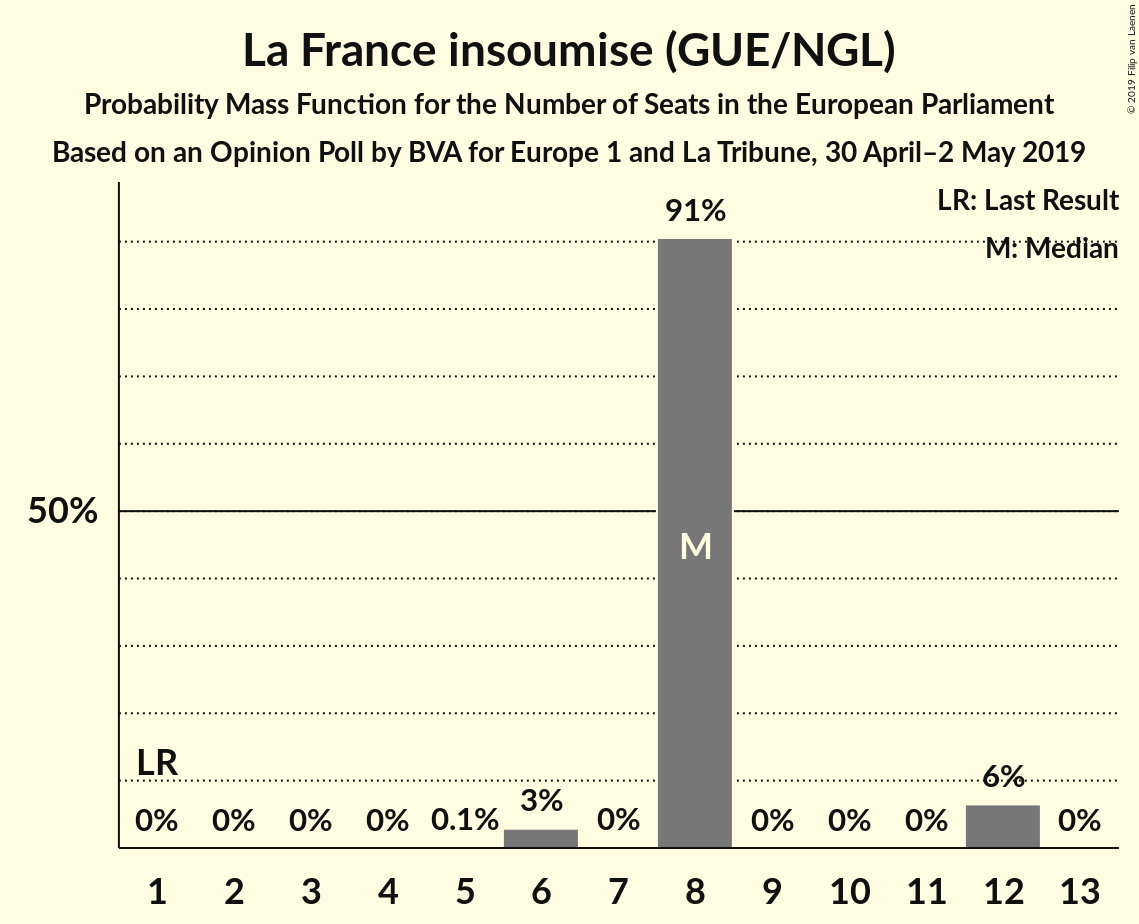 La France insoumise (GUE/NGL)
Probability Mass Function for the Number of Seats in the European Parliament
Based on an Opinion Poll by BVA for Europe 1 and La Tribune, 30 April–2 May 2019
© 2019 Filip van Laenen
LR: Last Result
M: Median
91%
50%
M
LR
0% 0% 0% 0% 0.1% 3% 0% 0% 0% 0% 6% 0%
1 2 3 4 5 6 7 8 9 10 11 12 13